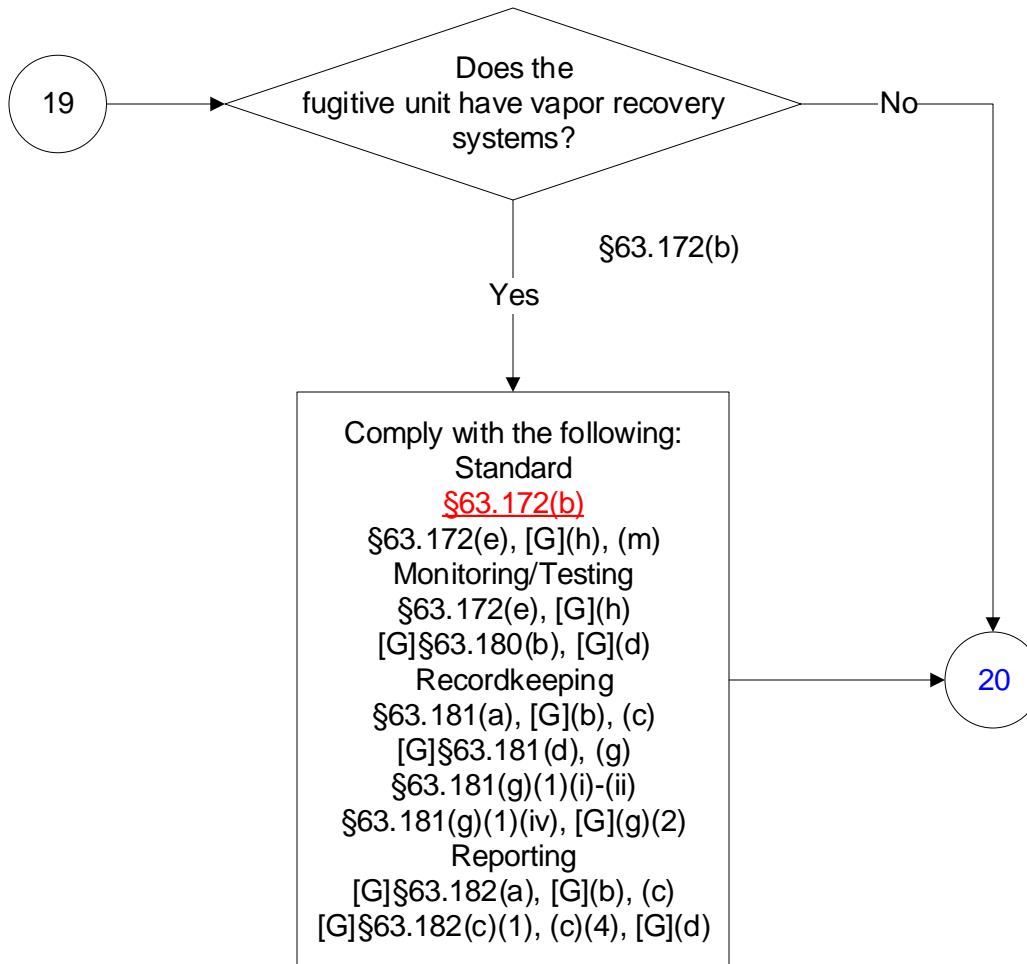 19
Does the
fugitive unit have vapor recovery
systems?
No
§63.172(b)
Yes
Comply with the following:
Standard
§63.172(b)
§63.172(e), [G](h), (m)
Monitoring/Testing
§63.172(e), [G](h)
[G]§63.180(b), [G](d)
Recordkeeping
§63.181(a), [G](b), (c)
[G]§63.181(d), (g)
§63.181(g)(1)(i)-(ii)
§63.181(g)(1)(iv), [G](g)(2)
Reporting
[G]§63.182(a), [G](b), (c)
[G]§63.182(c)(1), (c)(4), [G](d)
20